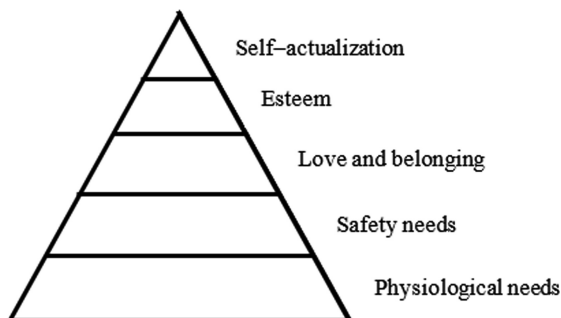 Self–actualization
Esteem
Love and belonging
Safety needs
Physiological needs